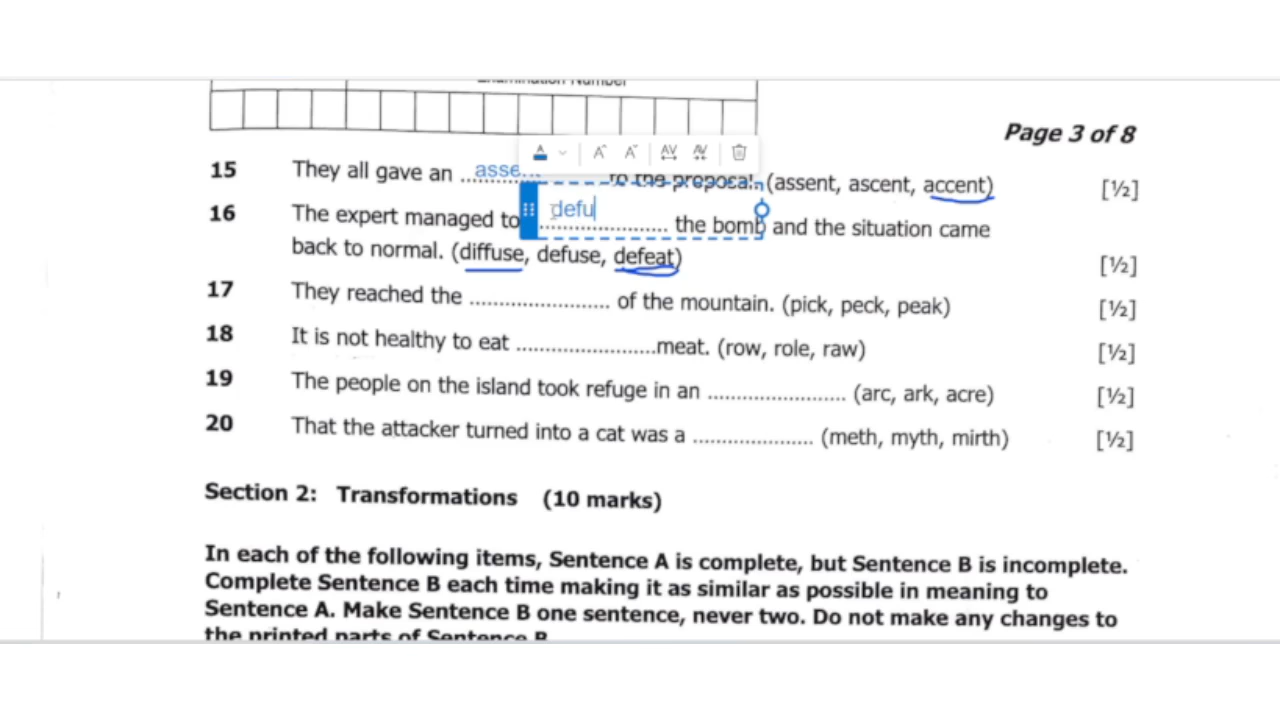 Examination Number
Page 3 of 8
15 They all gave an ..................... to the proposal. (assent, ascent, accent) [½]
16 The expert managed to defu ..................... the bomb and the situation came
back to normal. (diffuse, defuse, defeat) [½]
17 They reached the ..................... of the mountain. (pick, peck, peak) [½]
18 It is not healthy to eat .....................meat. (row, role, raw) [½]
19 The people on the island took refuge in an ..................... (arc, ark, acre) [½]
20 That the attacker turned into a cat was a .................. (meth, myth, mirth) [½]
Section 2: Transformations (10 marks)
In each of the following items, Sentence A is complete, but Sentence B is incomplete.
Complete Sentence B each time making it as similar as possible in meaning to
Sentence A. Make Sentence B one sentence, never two. Do not make any changes to
the printed parts of Sentence B